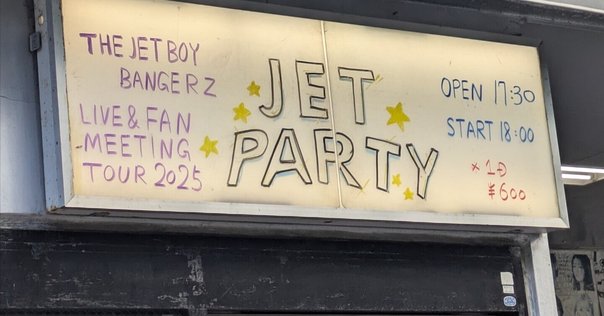 THE JET BOY
BANGERZ
LIVE & FAN
MEETING
TOUR 2025
JET
PARTY
OPEN 17:30
START 18:00
* 1D
¥600